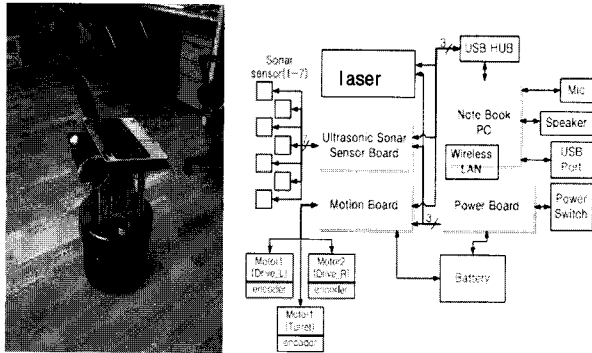 Sonar
sensor(1-7)
laser
3
USB HUB
Note Book
PC
Mic
Speaker
USB
Port
Wireless
LAN
7
Ultrasonic Sonar
Sensor Board
Motion Board
3
Power Board
Power
Switch
Motor1
(Drive_L)
encoder
Motor2
(Drive_R)
encoder
Battery
Motor1
(Turret)
encoder